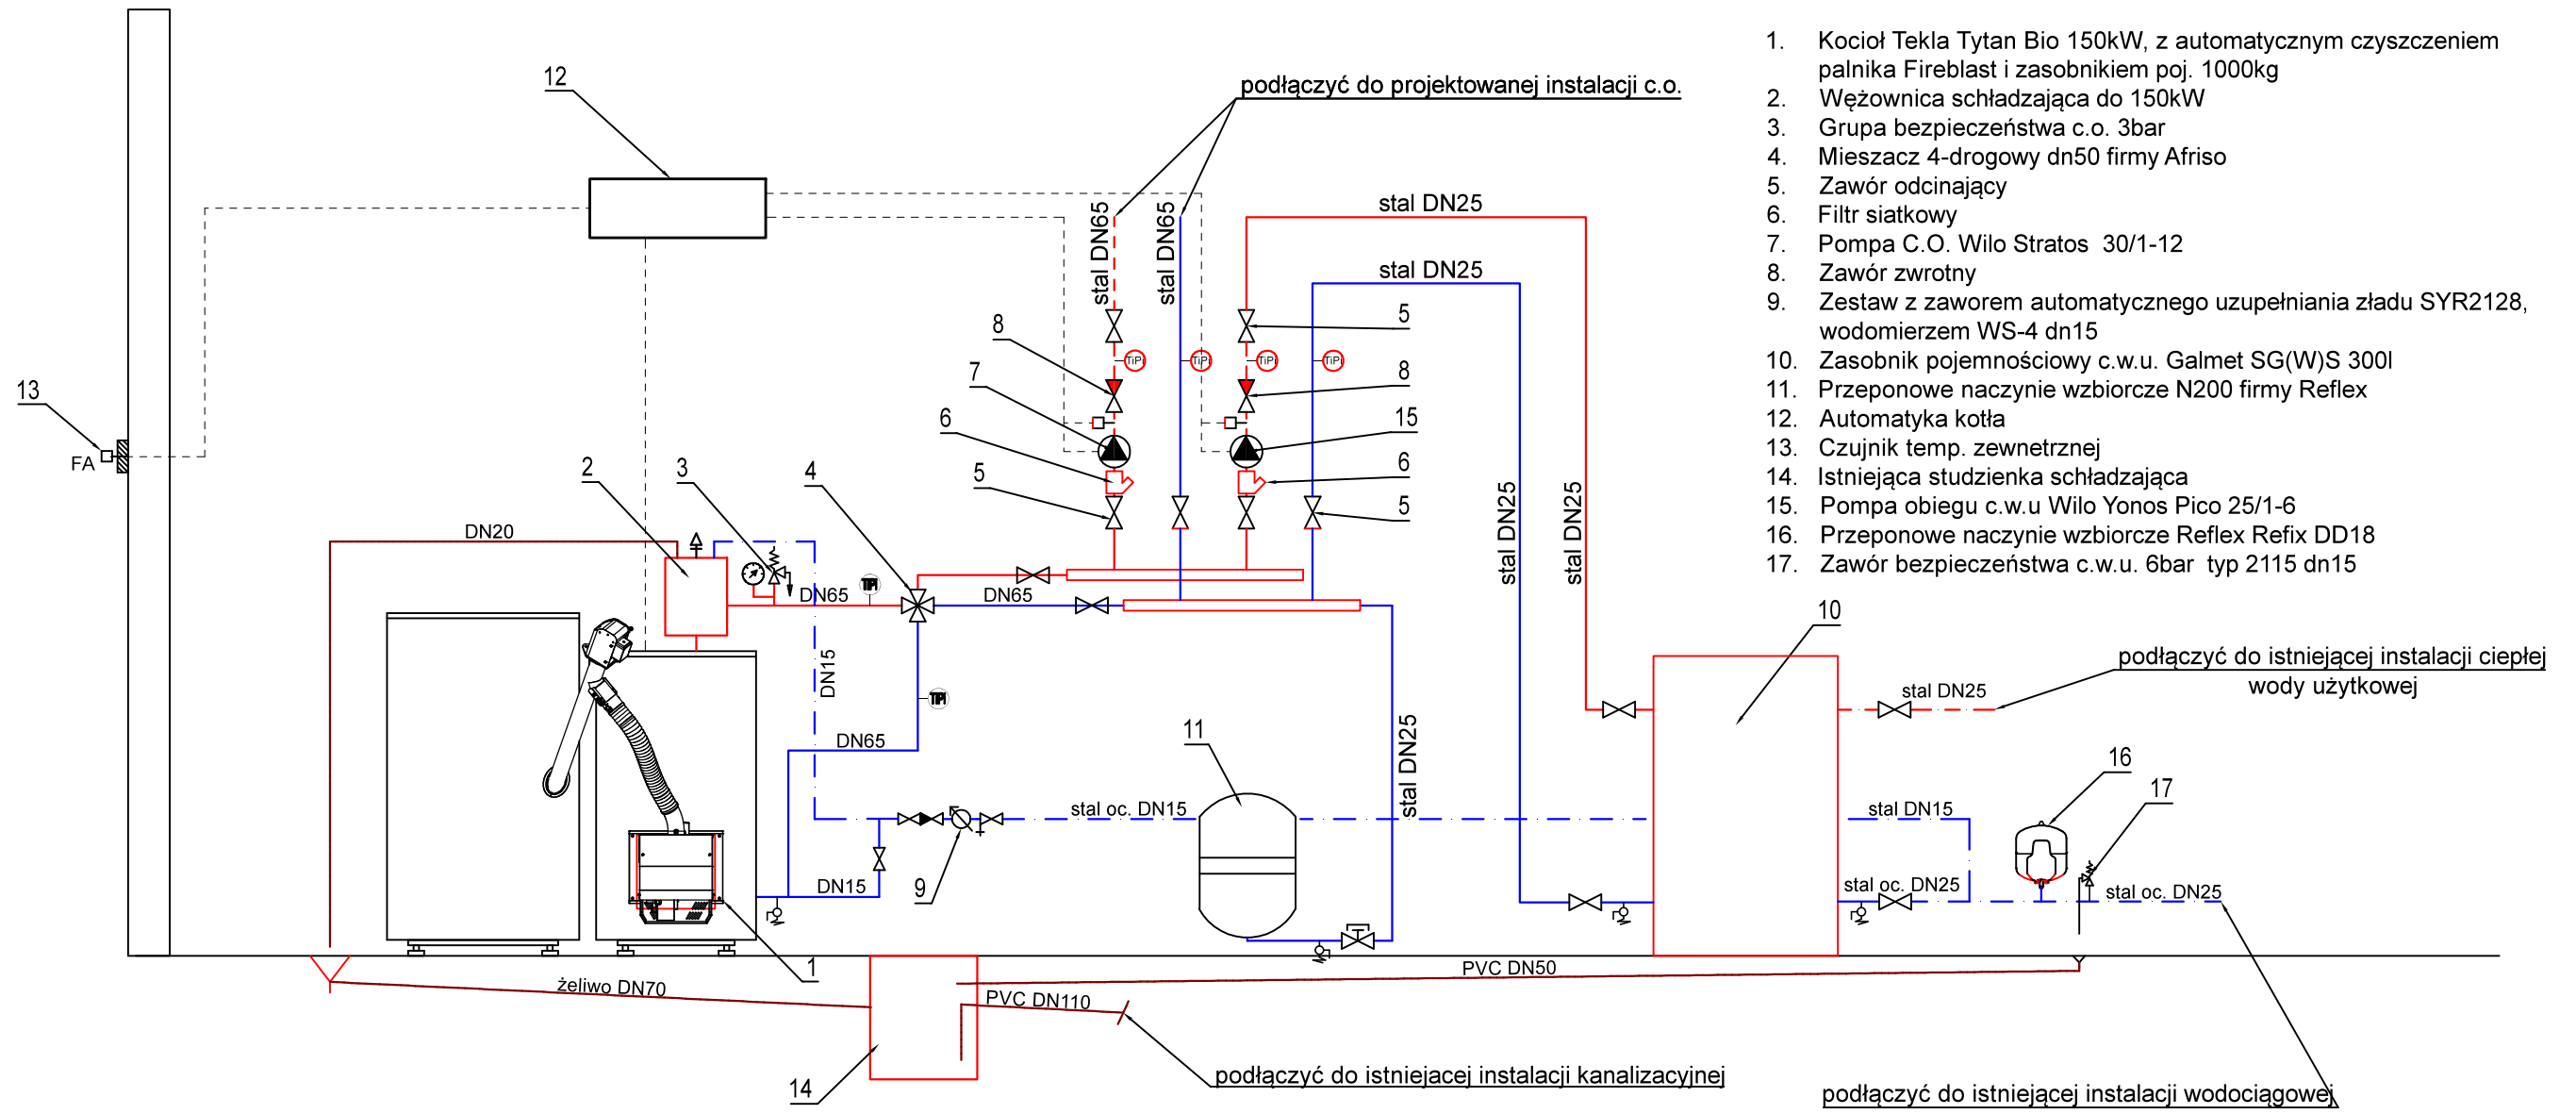 1. Kocioł Tekla Tytan Bio 150kW, z automatycznym czyszczeniem
palnika Fireblast i zasobnikiem poj. 1000kg
2. Wężownica schładzająca do 150kW
3. Grupa bezpieczeństwa c.o. 3bar
4. Mieszacz 4-drogowy dn50 firmy Afriso
5. Zawór odcinający
6. Filtr siatkowy
7. Pompa C.O. Wilo Stratos 30/1-12
8. Zawór zwrotny
9. Zestaw z zaworem automatycznego uzupełniania zładu SYR2128,
wodomierzem WS-4 dn15
10. Zasobnik pojemnościowy c.w.u. Galmet SG(W)S 300l
11. Przeponowe naczynie wzbiorcze N200 firmy Reflex
12. Automatyka kotła
13. Czujnik temp. zewnetrznej
14. Istniejąca studzienka schładzająca
15. Pompa obiegu c.w.u Wilo Yonos Pico 25/1-6
16. Przeponowe naczynie wzbiorcze Reflex Refix DD18
17. Zawór bezpieczeństwa c.w.u. 6bar typ 2115 dn15
12
podłączyć do projektowanej instalacji c.o.
stal DN65
stal DN65
stal DN25
stal DN25
5
8
TiPi
TiPi
TiPi
TiPi
7
8
13
6
15
FA
2
3
4
5
6
5
DN20
stal DN25
stal DN25
TiPi
DN65
DN65
10
DN15
podłączyć do istniejącej instalacji ciepłej
wody użytkowej
stal DN25
TiPi
DN65
11
stal DN25
16
17
stal oc. DN15
stal DN15
9
DN15
stal oc. DN25
stal oc. DN25
1
PVC DN50
żeliwo DN70
PVC DN110
14
podłączyć do istniejacej instalacji kanalizacyjnej
podłączyć do istniejącej instalacji wodociągowej